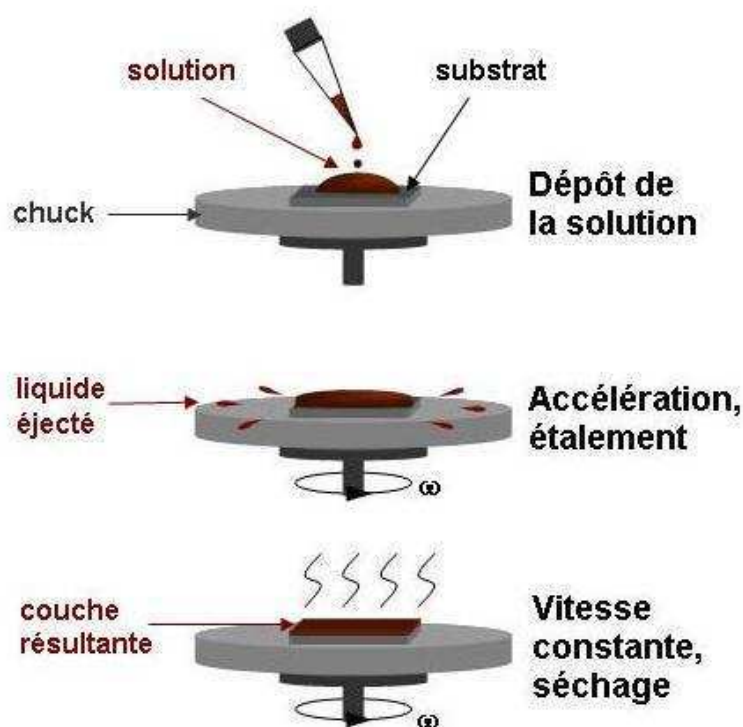 solution
substrat
chuck
Dépôt de
la solution
liquide
éjecté
Accélération,
étalement
ω
couche
résultante
Vitesse
constante,
séchage
ω